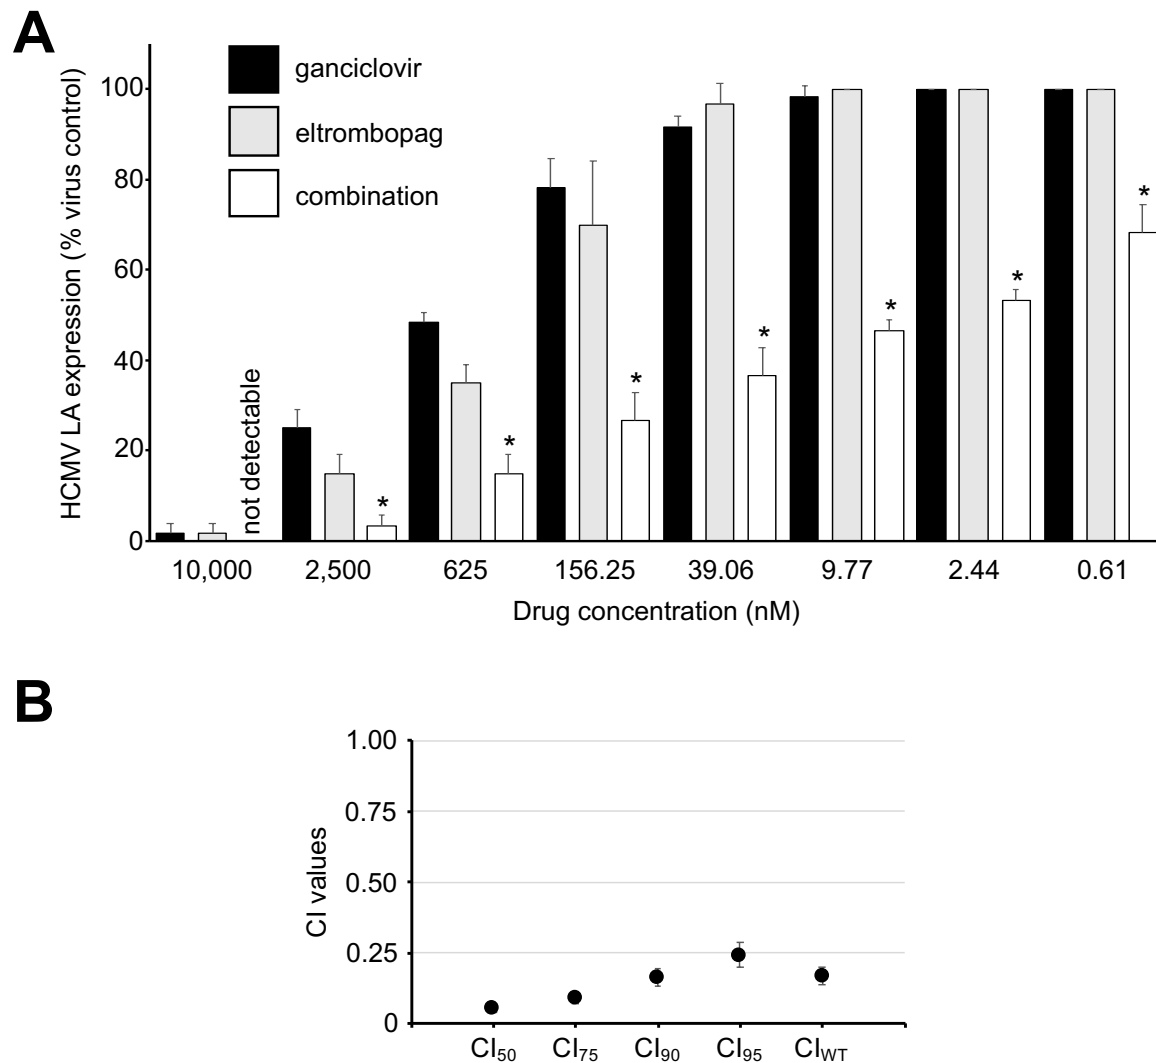 A
HCMV LA expression (% virus control)
100
80
60
40
20
0
ganciclovir
eltrombopag
combination
not detectable
*
*
*
*
*
*
*
10,000 2,500 625 156.25 39.06 9.77 2.44 0.61
Drug concentration (nM)
B
CI values
1.00
0.75
0.50
0.25
0
CI50 CI75 CI90 CI95 CIWT